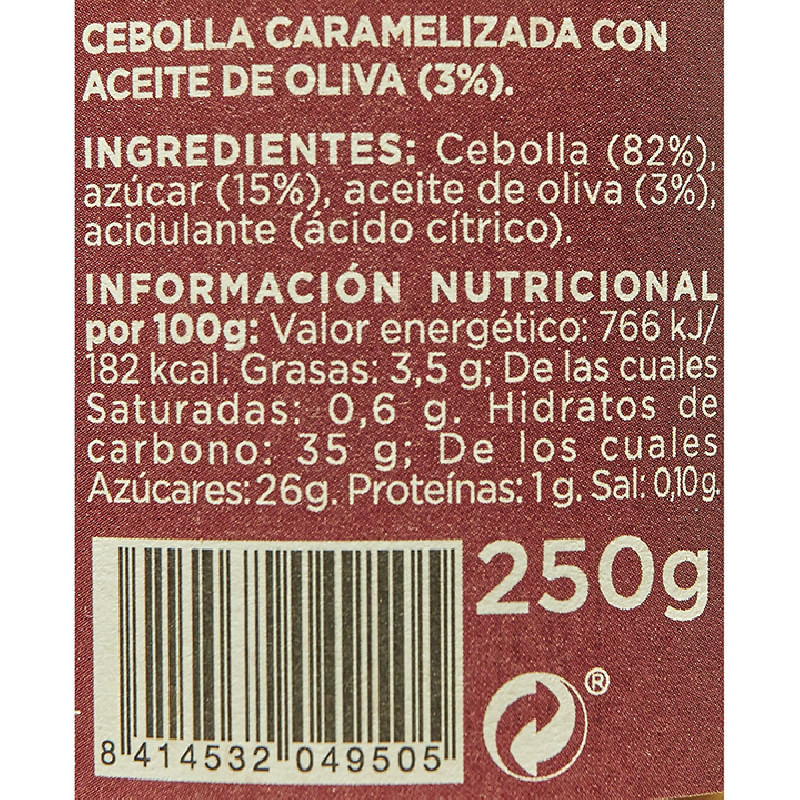 CEBOLLA CARAMELIZADA CON
ACEITE DE OLIVA (3%).
INGREDIENTES: Cebolla (82%),
azúcar (15%), aceite de oliva (3%),
acidulante (ácido cítrico).
INFORMACIÓN NUTRICIONAL
por 100g: Valor energético: 766 kJ/
182 kcal. Grasas: 3,5 g; De las cuales
Saturadas: 0,6 g. Hidratos de
carbono: 35 g; De los cuales
Azúcares: 26g. Proteínas: 1 g. Sal: 0,10 g.
250g
®
8 414532 049505